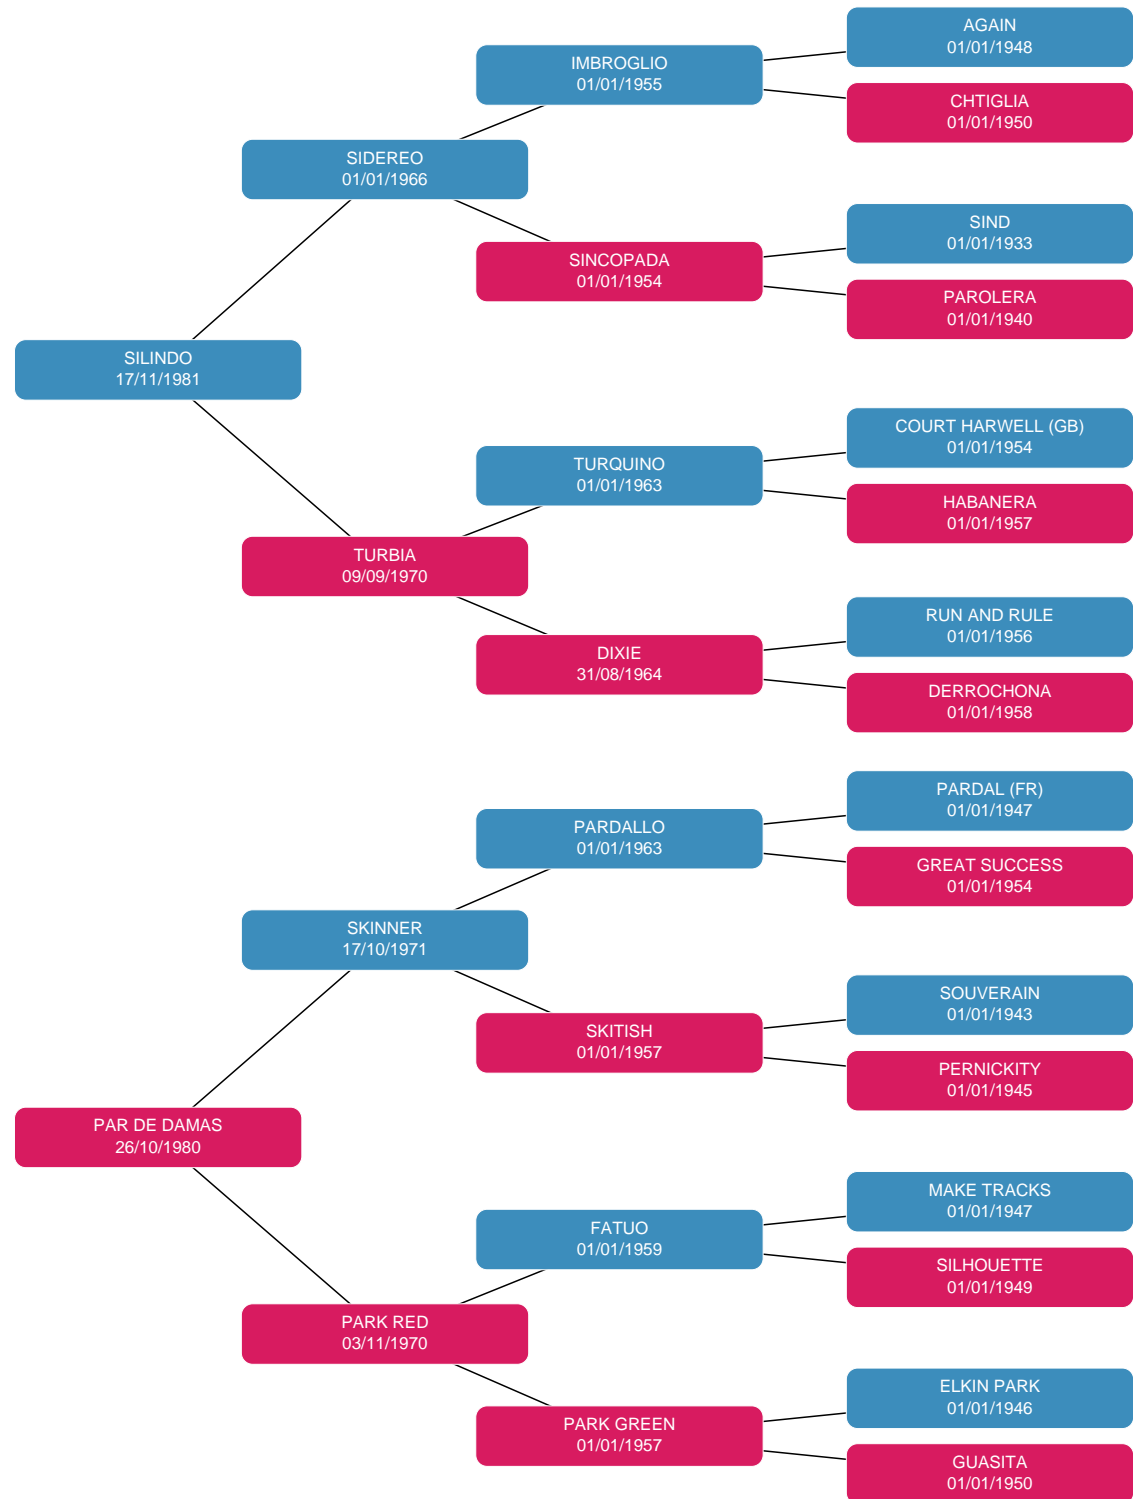 AGAIN
01/01/1948
IMBROGLIO
01/01/1955
CHTIGLIA
01/01/1950
SIDEREO
01/01/1966
SIND
01/01/1933
SINCOPADA
01/01/1954
PAROLERA
01/01/1940
SILINDO
17/11/1981
COURT HARWELL (GB)
01/01/1954
TURQUINO
01/01/1963
HABANERA
01/01/1957
TURBIA
09/09/1970
RUN AND RULE
01/01/1956
DIXIE
31/08/1964
DERROCHONA
01/01/1958
PARDAL (FR)
01/01/1947
PARDALLO
01/01/1963
GREAT SUCCESS
01/01/1954
SKINNER
17/10/1971
SOUVERAIN
01/01/1943
SKITISH
01/01/1957
PERNICKITY
01/01/1945
PAR DE DAMAS
26/10/1980
MAKE TRACKS
01/01/1947
FATUO
01/01/1959
SILHOUETTE
01/01/1949
PARK RED
03/11/1970
ELKIN PARK
01/01/1946
PARK GREEN
01/01/1957
GUASITA
01/01/1950